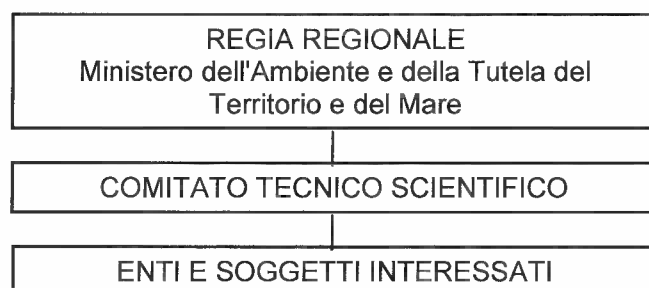 REGIA REGIONALE
Ministero dell'Ambiente e della Tutela del
Territorio e del Mare
COMITATO TECNICO SCIENTIFICO
ENTI E SOGGETTI INTERESSATI